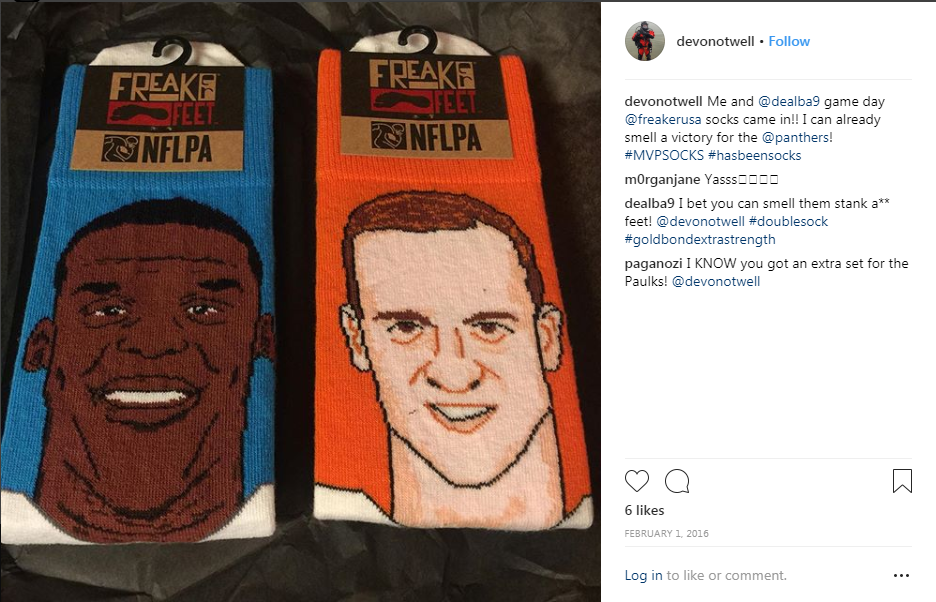 FREAKER
FEET
NFLPA
FREAKER
FEET
NFLPA
devonotwell • Follow
devonotwell Me and @dealba9 game day
@freakerusa socks came in!! I can already
smell a victory for the @panthers!
#MVPSOCKS #hasbeensocks
m0rganjane Yasss□□□□
dealba9 I bet you can smell them stank a**
feet! @devonotwell #doublesock
#goldbondextrastrength
paganozi I KNOW you got an extra set for the
Paulks! @devonotwell
6 likes
FEBRUARY 1, 2016
Log in to like or comment.